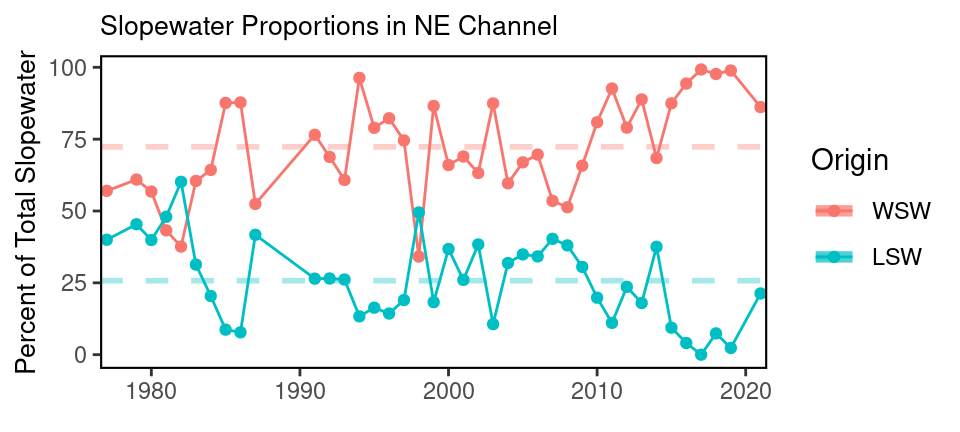 Slopewater Proportions in NE Channel
Percent of Total Slopewater
100
75
50
25
0
1980
1990
2000
2010
2020
Origin
WSW
LSW